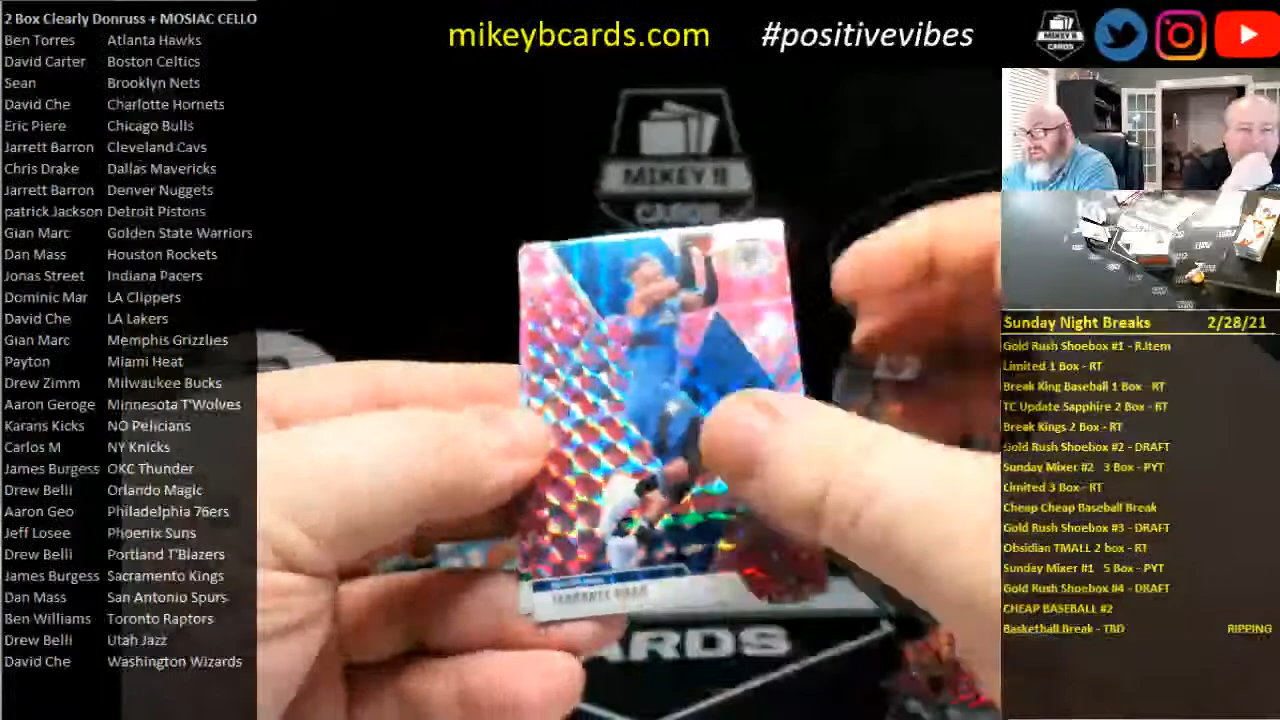 2 Box Clearly Donruss + MOSIAC CELLO
Ben Torres Atlanta Hawks
David Carter Boston Celtics
Sean Brooklyn Nets
David Che Charlotte Hornets
Eric Piere Chicago Bulls
Jarrett Barron Cleveland Cavs
Chris Drake Dallas Mavericks
Jarrett Barron Denver Nuggets
patrick Jackson Detroit Pistons
Gian Marc Golden State Warriors
Dan Mass Houston Rockets
Jonas Street Indiana Pacers
Dominic Mar LA Clippers
David Che LA Lakers
Gian Marc Memphis Grizzlies
Payton Miami Heat
Drew Zimm Milwaukee Bucks
Aaron Geroge Minnesota T'Wolves
Karans Kicks NO Pelicians
Carlos M NY Knicks
James Burgess OKC Thunder
Drew Belli Orlando Magic
Aaron Geo Philadelphia 76ers
Jeff Losee Phoenix Suns
Drew Belli Portland T'Blazers
James Burgess Sacramento Kings
Dan Mass San Antonio Spurs
Ben Williams Toronto Raptors
Drew Belli Utah Jazz
David Che Washington Wizards
mikeybcards.com #positivevibes
MIKEY B
CARDS
MIKEY B
CARDS
ARDS
Sunday Night Breaks 2/28/21
Gold Rush Shoebox #1 - R.Item
Limited 1 Box - RT
Break King Baseball 1 Box - RT
TC Update Sapphire 2 Box - RT
Break Kings 2 Box - RT
Gold Rush Shoebox #2 - DRAFT
Sunday Mixer #2 3 Box - PYT
Limited 3 Box - RT
Cheap Cheap Baseball Break
Gold Rush Shoebox #3 - DRAFT
Obsidian TMALL 2 box - RT
Sunday Mixer #1 5 Box - PYT
Gold Rush Shoebox #4 - DRAFT
CHEAP BASEBALL #2
Basketball Break - TBD RIPPING